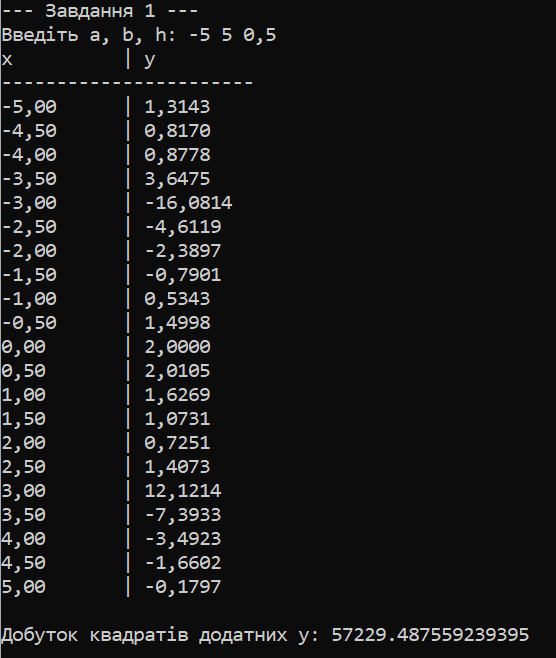 --- Завдання 1 ---
Введіть a, b, h: -5 5 0,5
x | y
-----------------------
-5,00 | 1,3143
-4,50 | 0,8170
-4,00 | 0,8778
-3,50 | 3,6475
-3,00 | -16,0814
-2,50 | -4,6119
-2,00 | -2,3897
-1,50 | -0,7901
-1,00 | 0,5343
-0,50 | 1,4998
0,00 | 2,0000
0,50 | 2,0105
1,00 | 1,6269
1,50 | 1,0731
2,00 | 0,7251
2,50 | 1,4073
3,00 | 12,1214
3,50 | -7,3933
4,00 | -3,4923
4,50 | -1,6602
5,00 | -0,1797
Добуток квадратів додатних y: 57229.487559239395